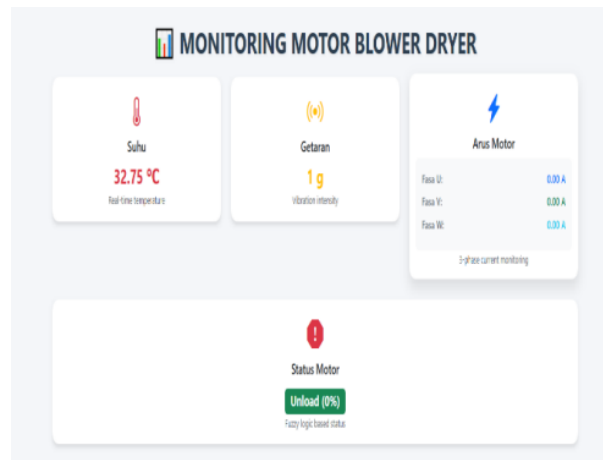 MONITORING MOTOR BLOWER DRYER
Suhu
32.75 °C
Real-time temperature
Getaran
1 g
Vibration intensity
Arus Motor
Fasa U: 0.00 A
Fasa V: 0.00 A
Fasa W: 0.00 A
3-phase current monitoring
Status Motor
Unload (0%)
Fuzzy logic based status